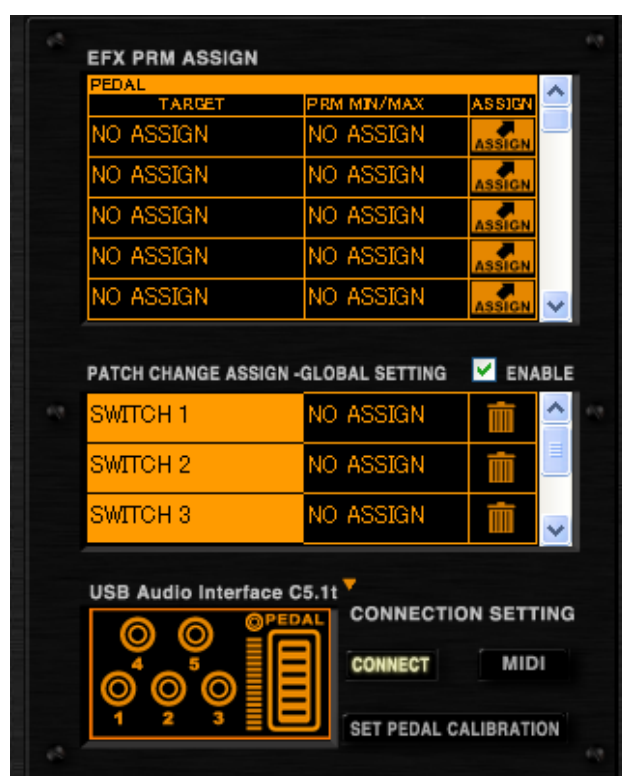 EFX PRM ASSIGN
PEDAL
TARGET PRM MIN/MAX ASSIGN
NO ASSIGN NO ASSIGN ASSIGN
NO ASSIGN NO ASSIGN ASSIGN
NO ASSIGN NO ASSIGN ASSIGN
NO ASSIGN NO ASSIGN ASSIGN
NO ASSIGN NO ASSIGN ASSIGN
PATCH CHANGE ASSIGN -GLOBAL SETTING ENABLE
SWITCH 1 NO ASSIGN
SWITCH 2 NO ASSIGN
SWITCH 3 NO ASSIGN
USB Audio Interface C5.1t
PEDAL
4 5
1 2 3
CONNECTION SETTING
CONNECT MIDI
SET PEDAL CALIBRATION